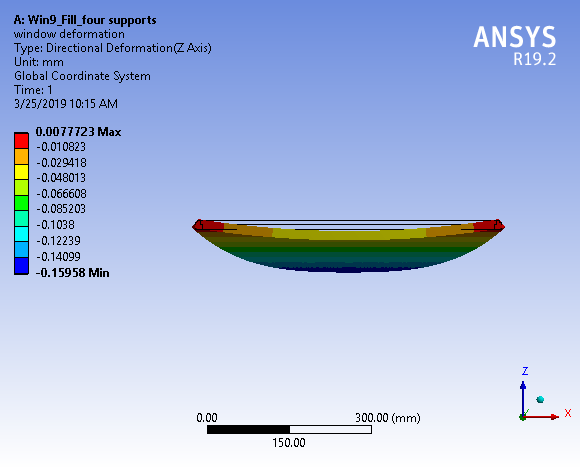 A: Win9_Fill_four supports
window deformation
Type: Directional Deformation(Z Axis)
Unit: mm
Global Coordinate System
Time: 1
3/25/2019 10:15 AM
ANSYS
R19.2
0.0077723 Max
-0.010823
-0.029418
-0.048013
-0.066608
-0.085203
-0.1038
-0.12239
-0.14099
-0.15958 Min
0.00
300.00 (mm)
150.00
Z
Y
X